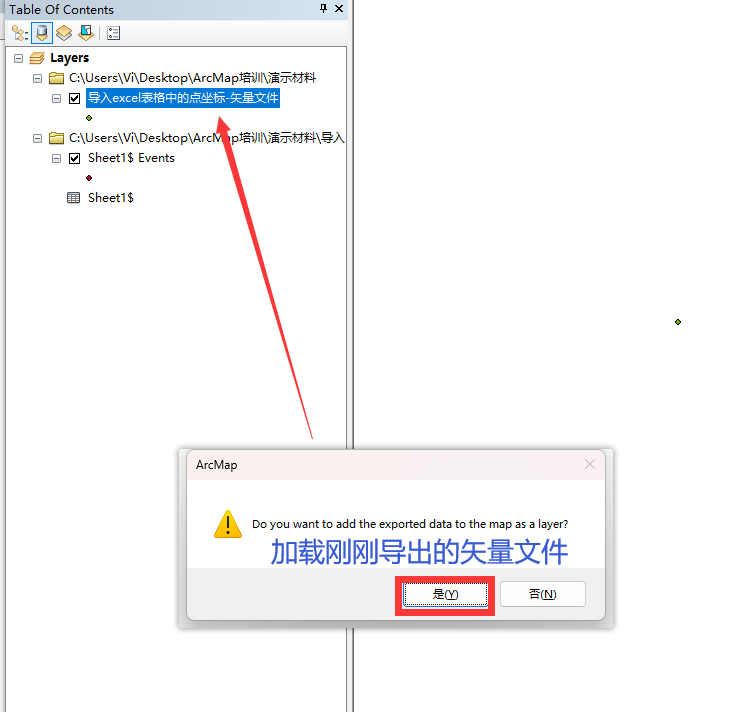 Table Of Contents
Layers
C:\Users\Vi\Desktop\ArcMap培训\演示材料
导入excel表格中的点坐标-矢量文件
C:\Users\Vi\Desktop\ArcMap培训\演示材料\导入
Sheet1$ Events
Sheet1$
ArcMap
Do you want to add the exported data to the map as a layer?
加载刚刚导出的矢量文件
是(Y)
否(N)